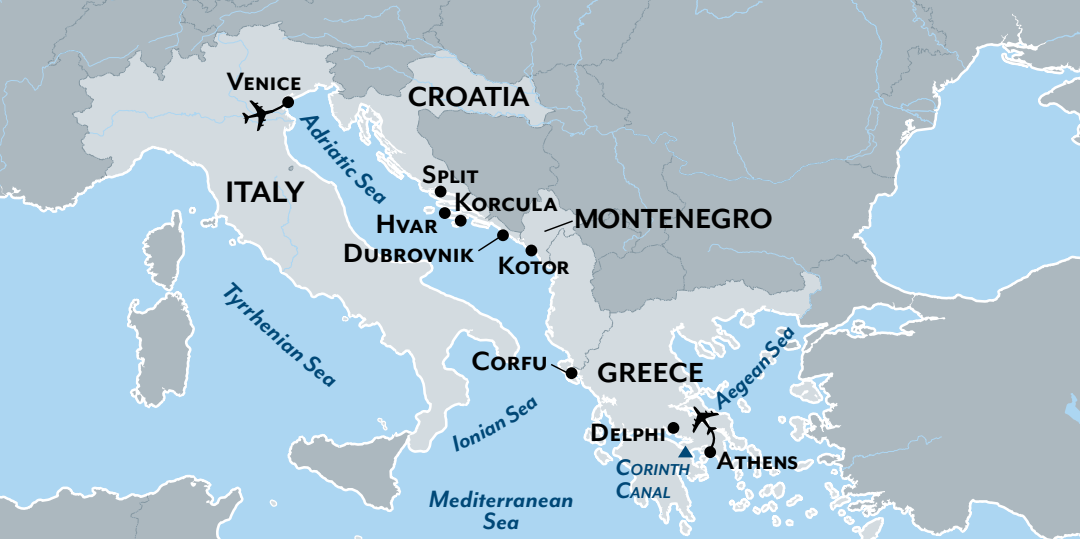 VENICE
CROATIA
Adriatic Sea
SPLIT
ITALY
KORCULA
HVAR
MONTENEGRO
DUBROVNIK
KOTOR
Tyrrhenian Sea
CORFU
GREECE
Aegean Sea
Ionian Sea
DELPHI
ATHENS
CORINTH
CANAL
Mediterranean
Sea